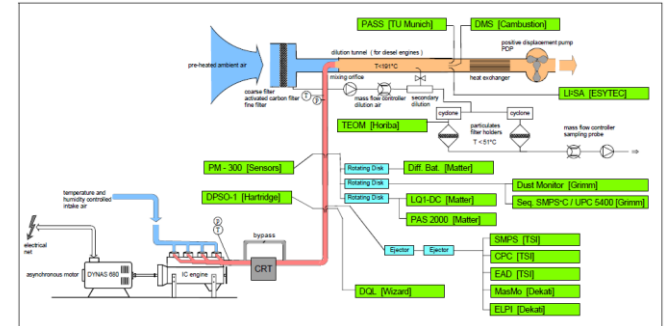 PASS [TU Munich]
DMS [Cambustion]
positive displacement pump
PDP
dilution tunnel ( for diesel engines )
pre-heated ambient air
T<191°C
mixing orifice
heat exchanger
coarse filter
activated carbon filter
fine filter
T
p
mass flow controller
dilution air
secondary
dilution
LI²SA [ESYTEC]
cyclone
cyclone
TEOM [Horiba]
particulates
filter holders
T < 51°C
mass flow controller
sampling probe
PM - 300 [Sensors]
Rotating Disk
Diff. Bat. [Matter]
Rotating Disk
Dust Monitor [Grimm]
temperature and
humidity controlled
intake air
DPSO-1 [Hartridge]
Rotating Disk
LQ1-DC [Matter]
Seq. SMPS+C / UPC 5400 [Grimm]
PAS 2000 [Matter]
electrical
net
p
T
bypass
Ejector
Ejector
SMPS [TSI]
CPC [TSI]
asynchronous motor
DYNAS 680
IC engine
CRT
EAD [TSI]
DQL [Wizard]
MasMo [Dekati]
ELPI [Dekati]